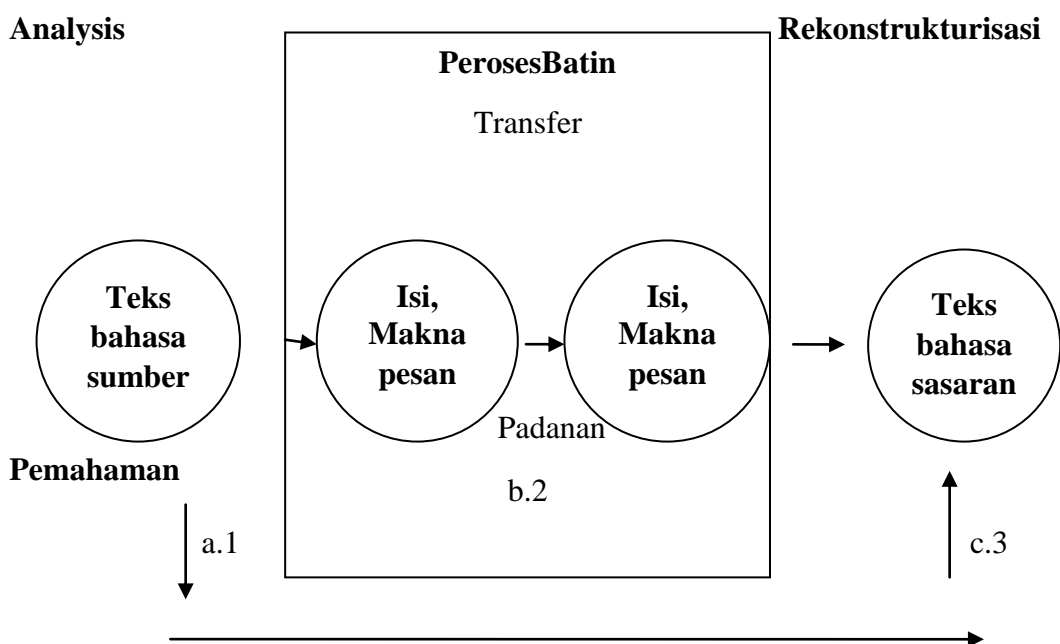 Analysis
Rekonstrukturisasi
PerosesBatin
Transfer
Teks
bahasa
sumber
Isi,
Makna
pesan
Isi,
Makna
pesan
Teks
bahasa
sasaran
Padanan
Pemahaman
b.2
a.1
c.3